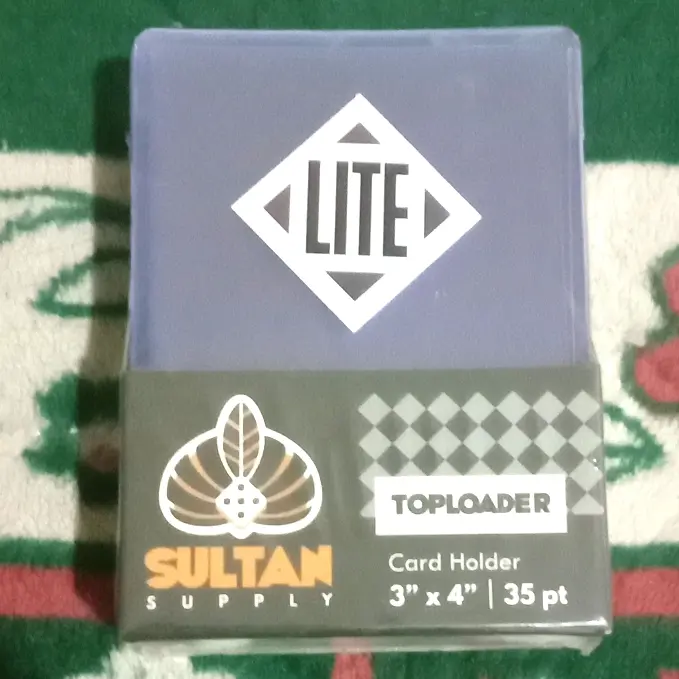 LITE
SULTAN
SUPPLY
TOPLOADER
Card Holder
3” x 4” | 35 pt